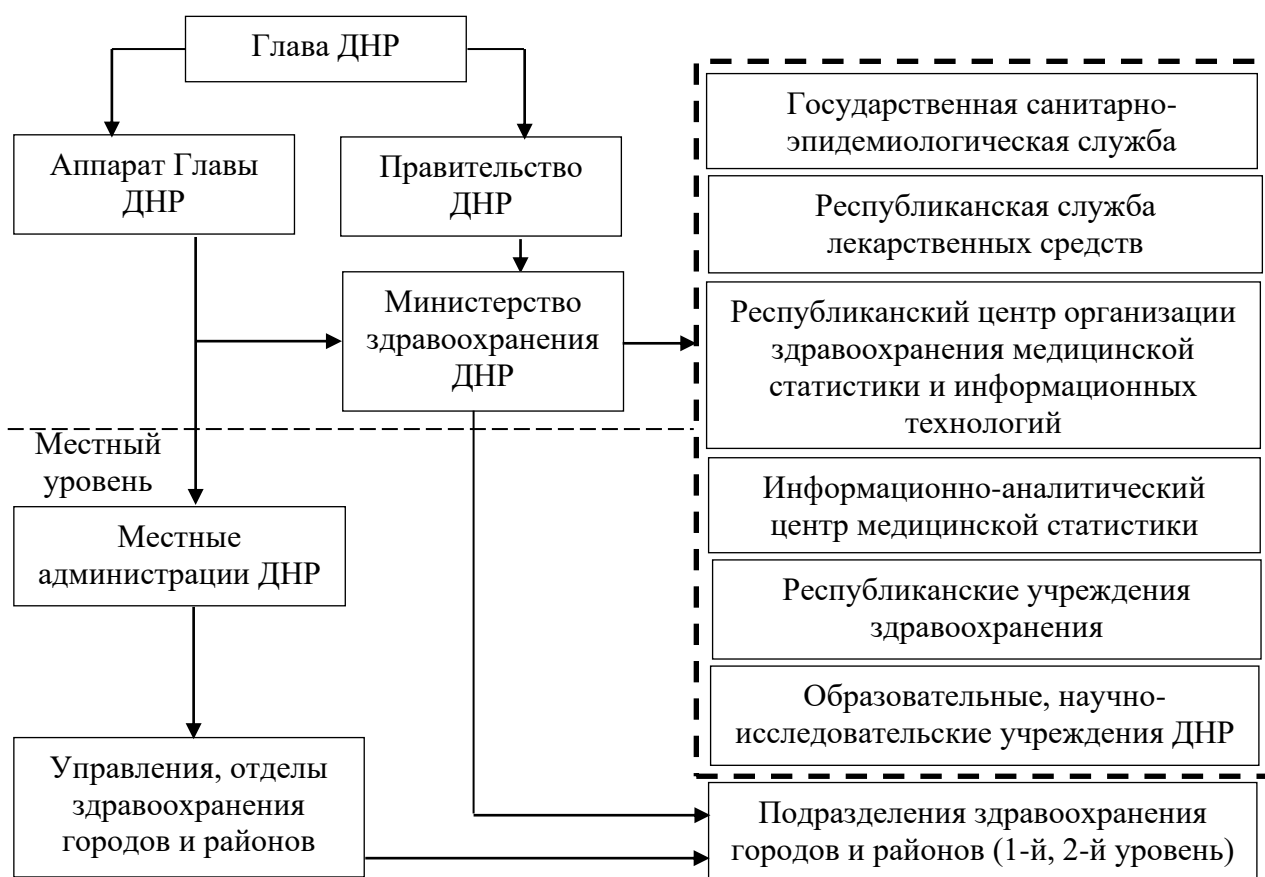 Глава ДНР
Аппарат Главы
ДНР
Правительство
ДНР
Министерство
здравоохранения
ДНР
Местный
уровень
Местные
администрации ДНР
Управления, отделы
здравоохранения
городов и районов
Государственная санитарно-
эпидемиологическая служба
Республиканская служба
лекарственных средств
Республиканский центр организации
здравоохранения медицинской
статистики и информационных
технологий
Информационно-аналитический
центр медицинской статистики
Республиканские учреждения
здравоохранения
Образовательные, научно-
исследовательские учреждения ДНР
Подразделения здравоохранения
городов и районов (1-й, 2-й уровень)